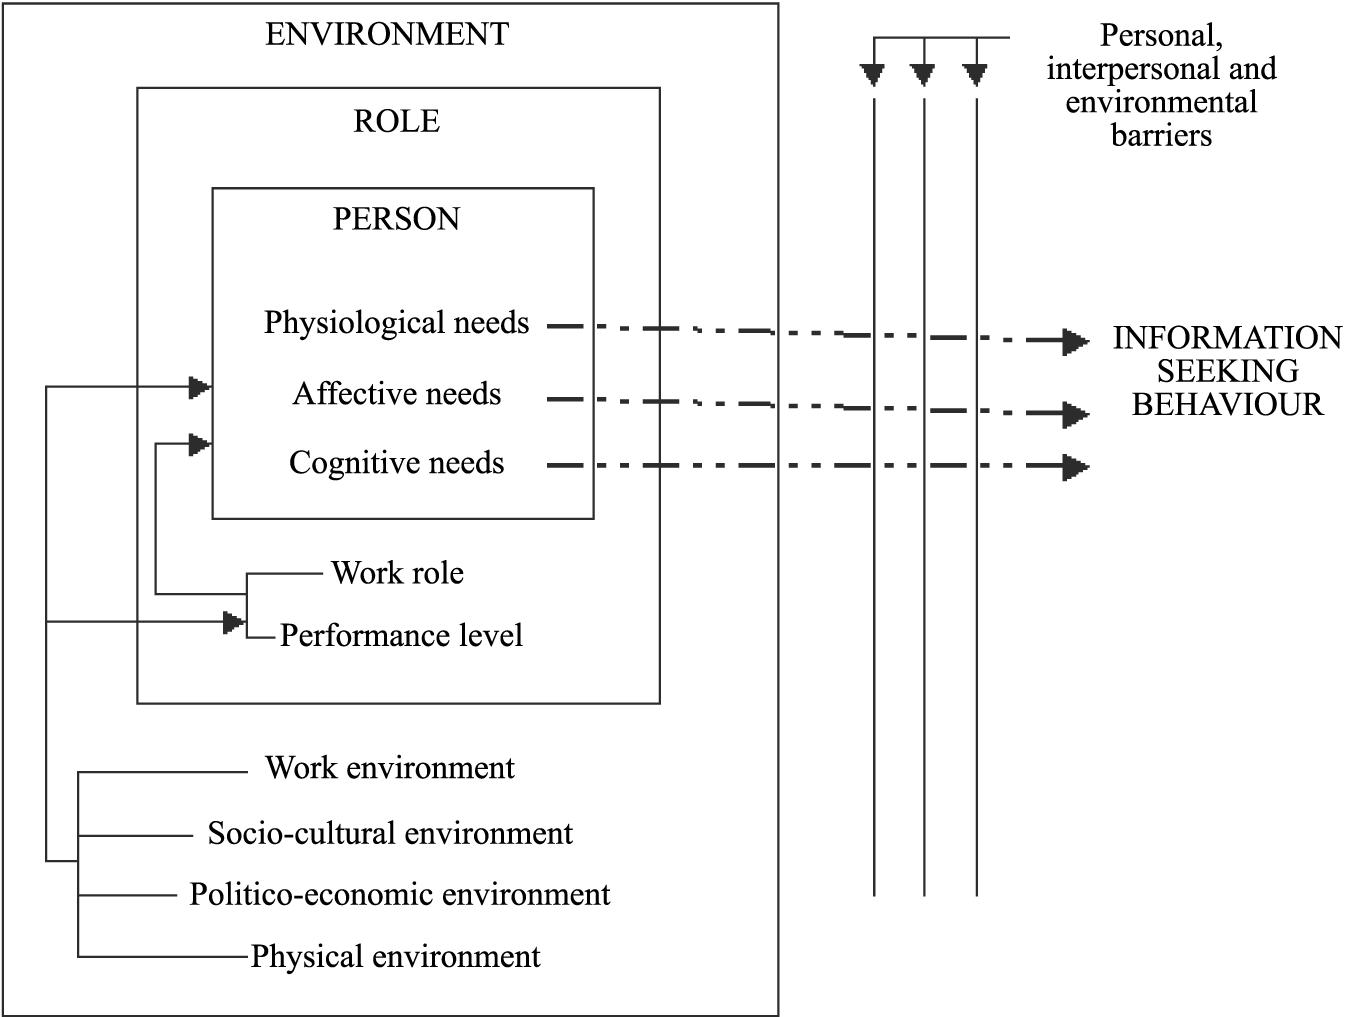 ENVIRONMENT
ROLE
PERSON
Physiological needs
Affective needs
Cognitive needs
Work role
Performance level
Work environment
Socio-cultural environment
Politico-economic environment
Physical environment
Personal,
interpersonal and
environmental
barriers
INFORMATION
SEEKING
BEHAVIOUR